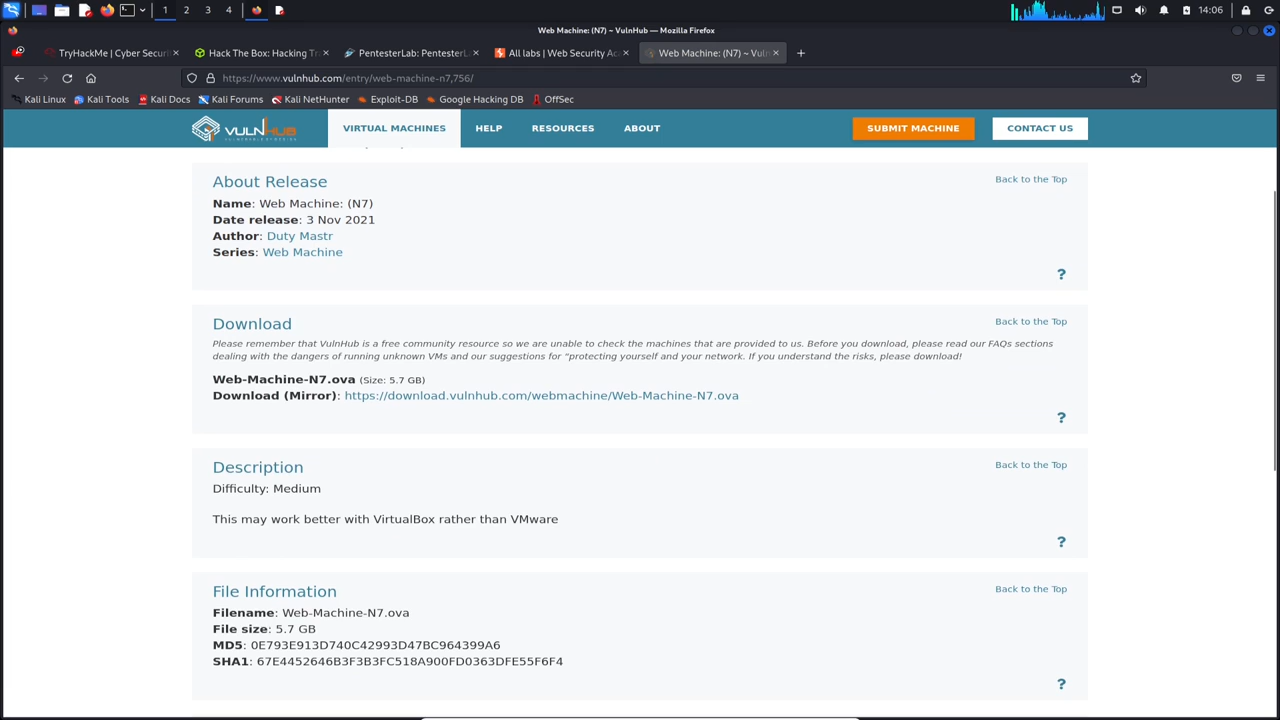 1 2 3 4 14:06
Web Machine: (N7) ~ VulnHub — Mozilla Firefox
TryHackMe | Cyber Secur Hack The Box: Hacking Tr PentesterLab: Pentester All labs | Web Security Ac Web Machine: (N7) ~ Vuln
https://www.vulnhub.com/entry/web-machine-n7,756/
Kali Linux Kali Tools Kali Docs Kali Forums Kali NetHunter Exploit-DB Google Hacking DB OffSec
VULNHUB VIRTUAL MACHINES HELP RESOURCES ABOUT SUBMIT MACHINE CONTACT US
About Release Back to the Top
Name: Web Machine: (N7)
Date release: 3 Nov 2021
Author: Duty Mastr
Series: Web Machine
?
Download Back to the Top
Please remember that VulnHub is a free community resource so we are unable to check the machines that are provided to us. Before you download, please read our FAQs sections
dealing with the dangers of running unknown VMs and our suggestions for “protecting yourself and your network. If you understand the risks, please download!
Web-Machine-N7.ova (Size: 5.7 GB)
Download (Mirror): https://download.vulnhub.com/webmachine/Web-Machine-N7.ova
?
Description Back to the Top
Difficulty: Medium
This may work better with VirtualBox rather than VMware
?
File Information Back to the Top
Filename: Web-Machine-N7.ova
File size: 5.7 GB
MD5: 0E793E913D740C42993D47BC964399A6
SHA1: 67E4452646B3F3B3FC518A900FD0363DFE55F6F4
?